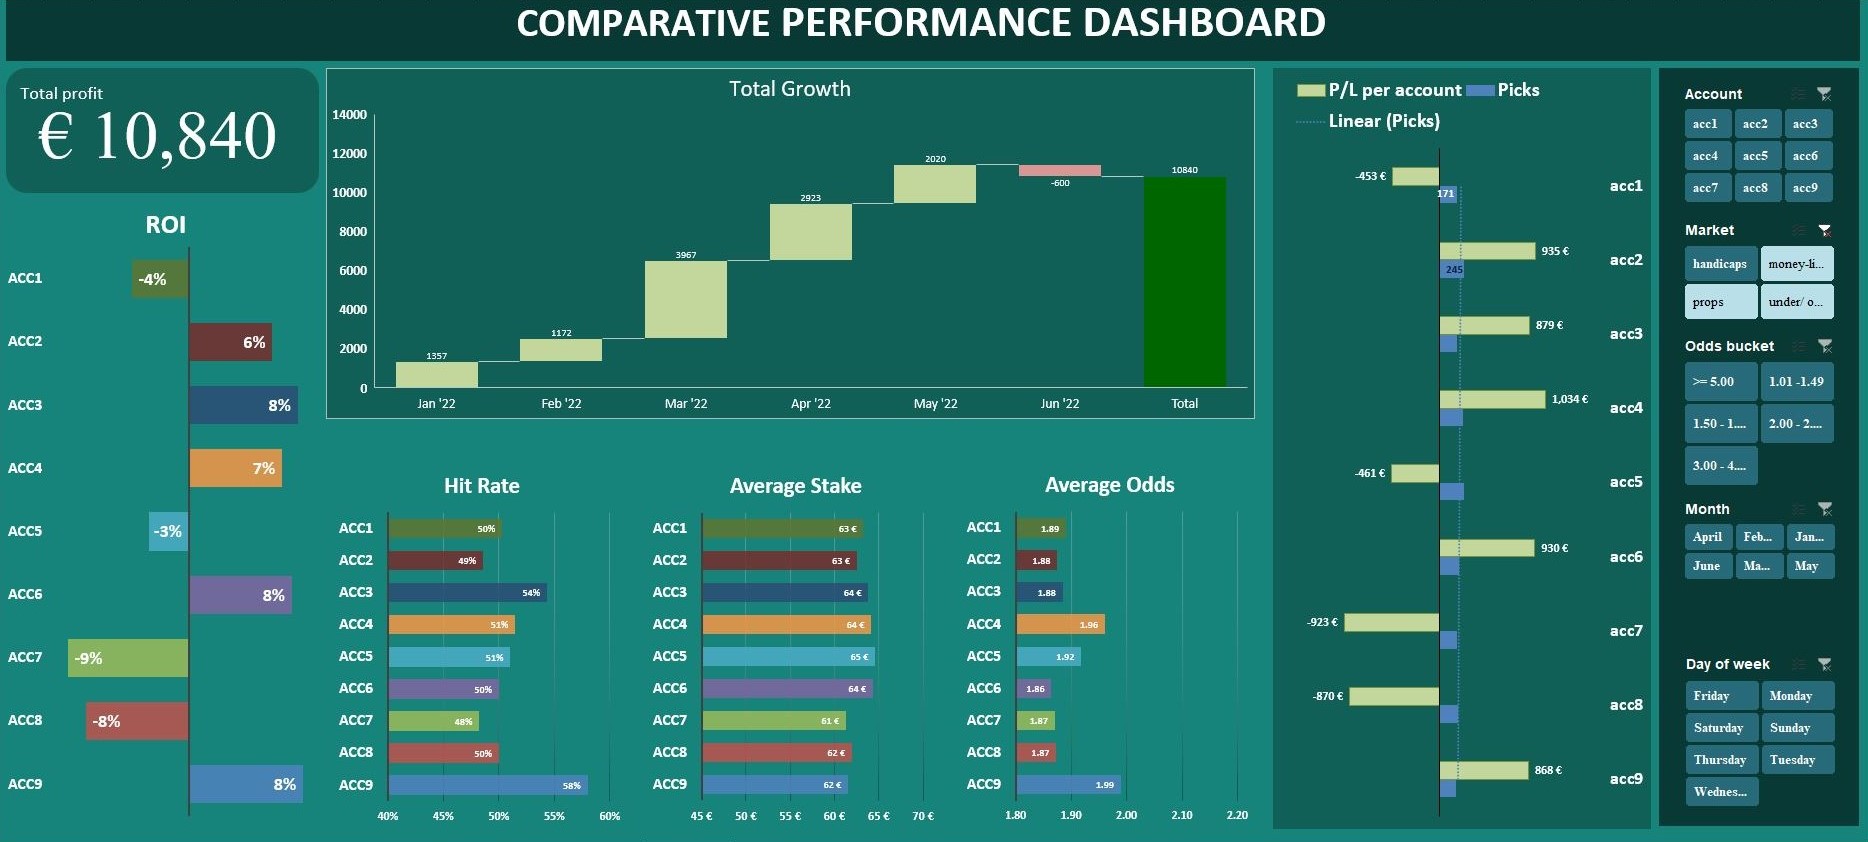 COMPARATIVE PERFORMANCE DASHBOARD
Total profit
€ 10,840
ROI
ACC1
-4%
ACC2
6%
ACC3
8%
ACC4
7%
ACC5
-3%
ACC6
8%
ACC7
-9%
ACC8
-8%
ACC9
8%
Total Growth
14000
12000
10000
8000
6000
4000
2000
0
1357
1172
3967
2923
2020
-600
10840
Jan '22 Feb '22 Mar '22 Apr '22 May '22 Jun '22 Total
Hit Rate
ACC1 50%
ACC2 49%
ACC3 54%
ACC4 51%
ACC5 51%
ACC6 50%
ACC7 48%
ACC8 50%
ACC9 58%
40% 45% 50% 55% 60%
Average Stake
ACC1 63 €
ACC2 63 €
ACC3 64 €
ACC4 64 €
ACC5 65 €
ACC6 64 €
ACC7 61 €
ACC8 62 €
ACC9 62 €
45 € 50 € 55 € 60 € 65 € 70 €
Average Odds
ACC1 1.89
ACC2 1.88
ACC3 1.88
ACC4 1.96
ACC5 1.92
ACC6 1.86
ACC7 1.87
ACC8 1.87
ACC9 1.99
1.80 1.90 2.00 2.10 2.20
P/L per account Picks
Linear (Picks)
-453 €
171
acc1
935 €
245
acc2
879 €
acc3
1,034 €
acc4
-461 €
acc5
930 €
acc6
-923 €
acc7
-870 €
acc8
868 €
acc9
Account
acc1 acc2 acc3
acc4 acc5 acc6
acc7 acc8 acc9
Market
handicaps money-li...
props under/ o...
Odds bucket
>= 5.00 1.01 -1.49
1.50 - 1.... 2.00 - 2....
3.00 - 4....
Month
April Feb... Jan...
June Ma... May
Day of week
Friday Monday
Saturday Sunday
Thursday Tuesday
Wednes...